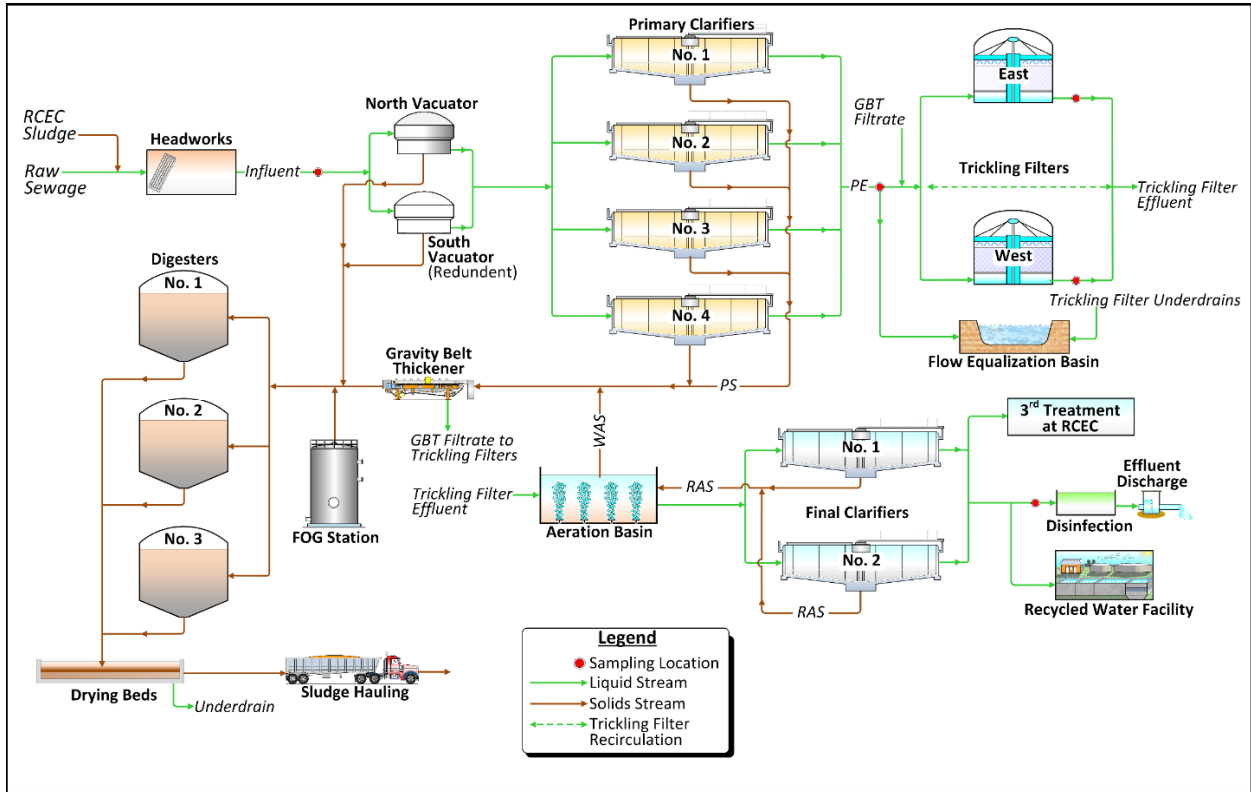 Primary Clarifiers
No. 1
No. 2
No. 3
No. 4
RCEC
Sludge
Raw
Sewage
Headworks
Influent
North Vacuator
South
Vacuator
(Redundent)
PE
GBT
Filtrate
East
Trickling Filters
West
Trickling Filter
Effluent
Trickling Filter Underdrains
Flow Equalization Basin
Digesters
No. 1
No. 2
No. 3
Gravity Belt
Thickener
PS
WAS
GBT Filtrate to
Trickling Filters
FOG Station
Trickling Filter
Effluent
Aeration Basin
RAS
RAS
No. 1
Final Clarifiers
No. 2
3rd Treatment
at RCEC
Effluent
Discharge
Disinfection
Recycled Water Facility
Drying Beds
Underdrain
Sludge Hauling
Legend
Sampling Location
Liquid Stream
Solids Stream
Trickling Filter
Recirculation